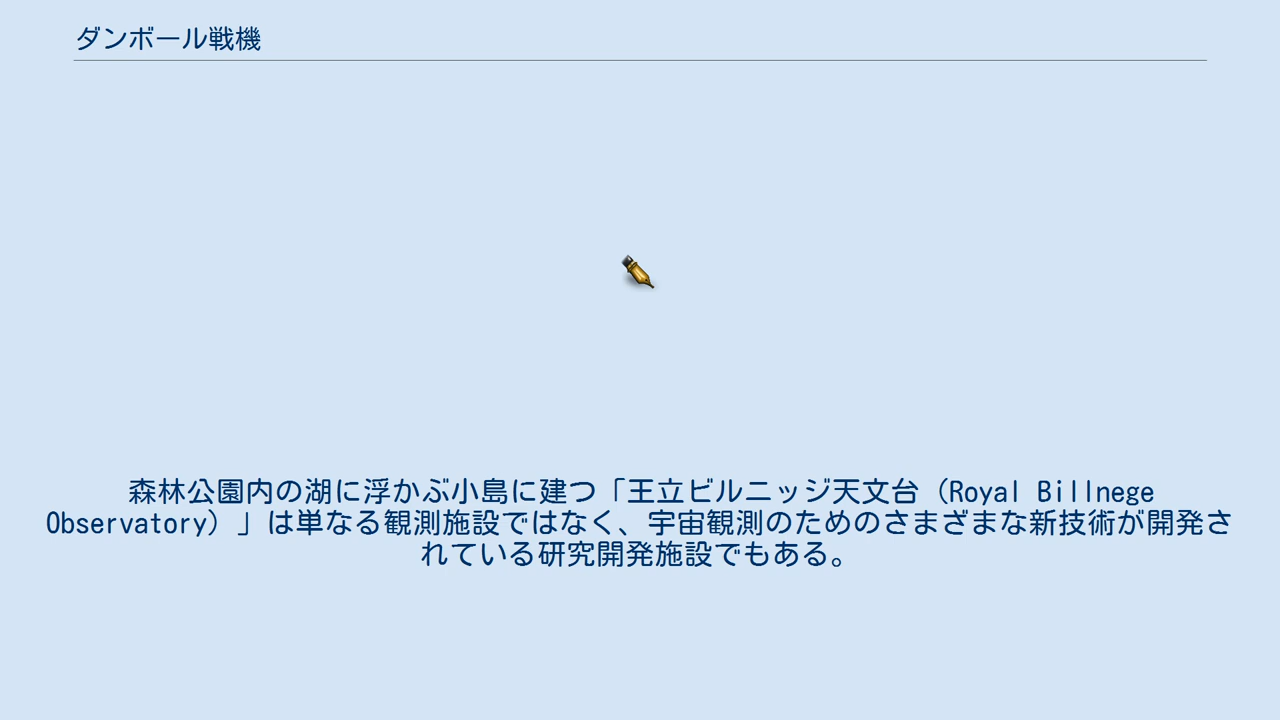 ダンボール戦機
森林公園内の湖に浮かぶ小島に建つ「王立ビルニッジ天文台（Royal Billnege
Observatory）」は単なる観測施設ではなく、宇宙観測のためのさまざまな新技術が開発さ
れている研究開発施設でもある。